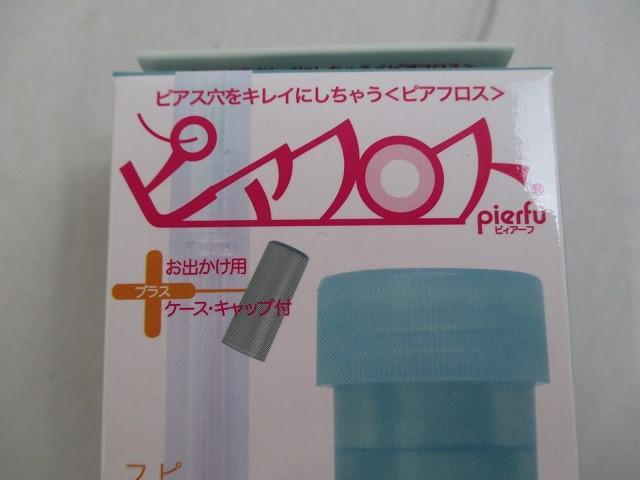 ピアス穴をキレイにしちゃう<ピアフロス>
ピアフロス®
pierfu
ピィアーフ
プラス
お出かけ用
ケース・キャップ付
フピ